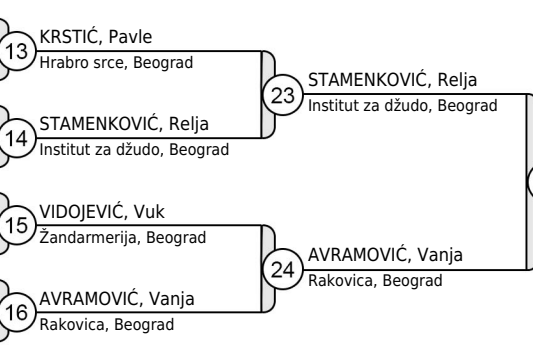 13
KRSTIĆ, Pavle
Hrabro srce, Beograd
23
STAMENKOVIĆ, Relja
Institut za džudo, Beograd
14
STAMENKOVIĆ, Relja
Institut za džudo, Beograd
15
VIDOJEVIĆ, Vuk
Žandarmerija, Beograd
24
AVRAMOVIĆ, Vanja
Rakovica, Beograd
16
AVRAMOVIĆ, Vanja
Rakovica, Beograd